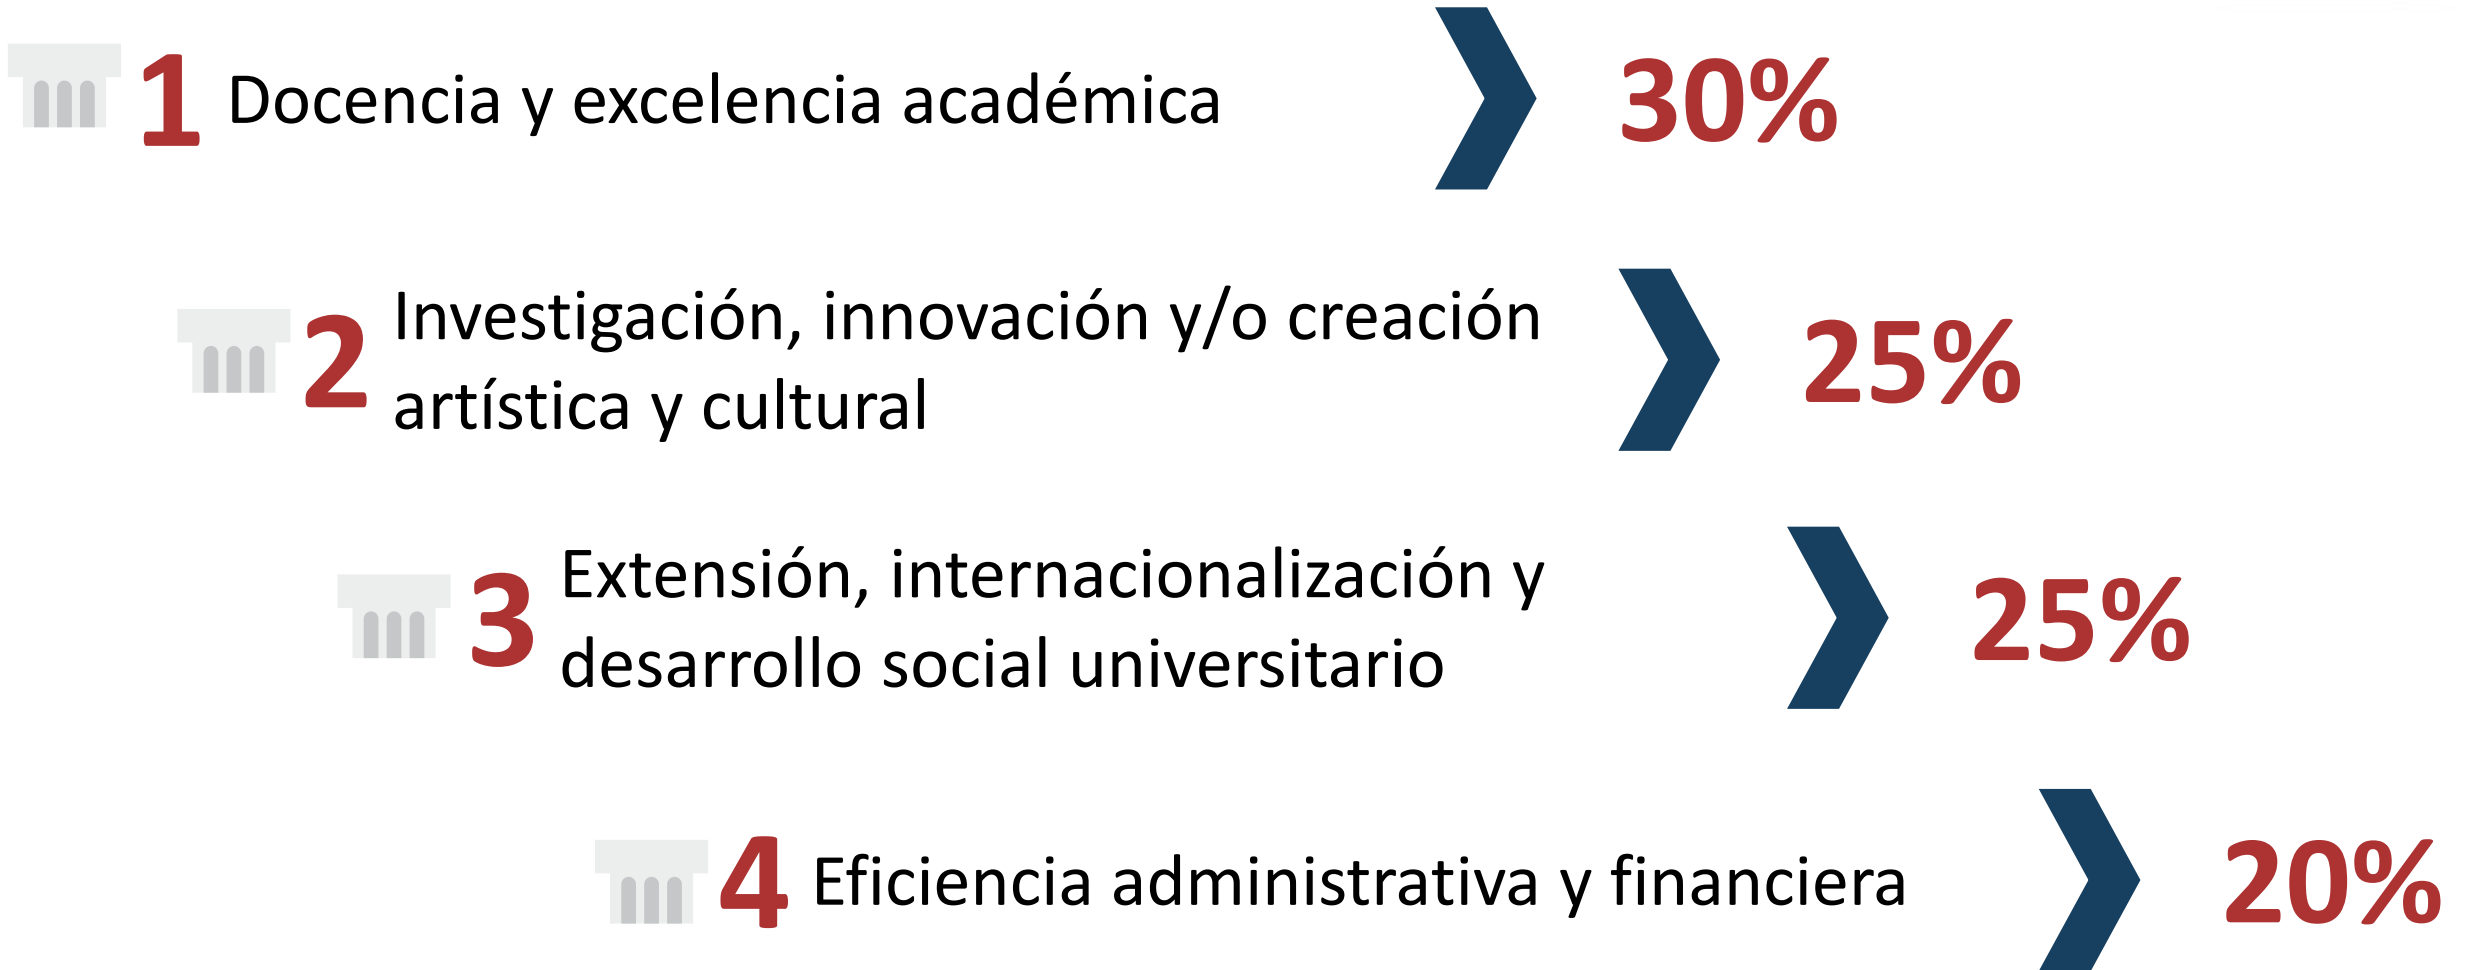 1 Docencia y excelencia académica 30%
2 Investigación, innovación y/o creación
artística y cultural 25%
3 Extensión, internacionalización y
desarrollo social universitario 25%
4 Eficiencia administrativa y financiera 20%